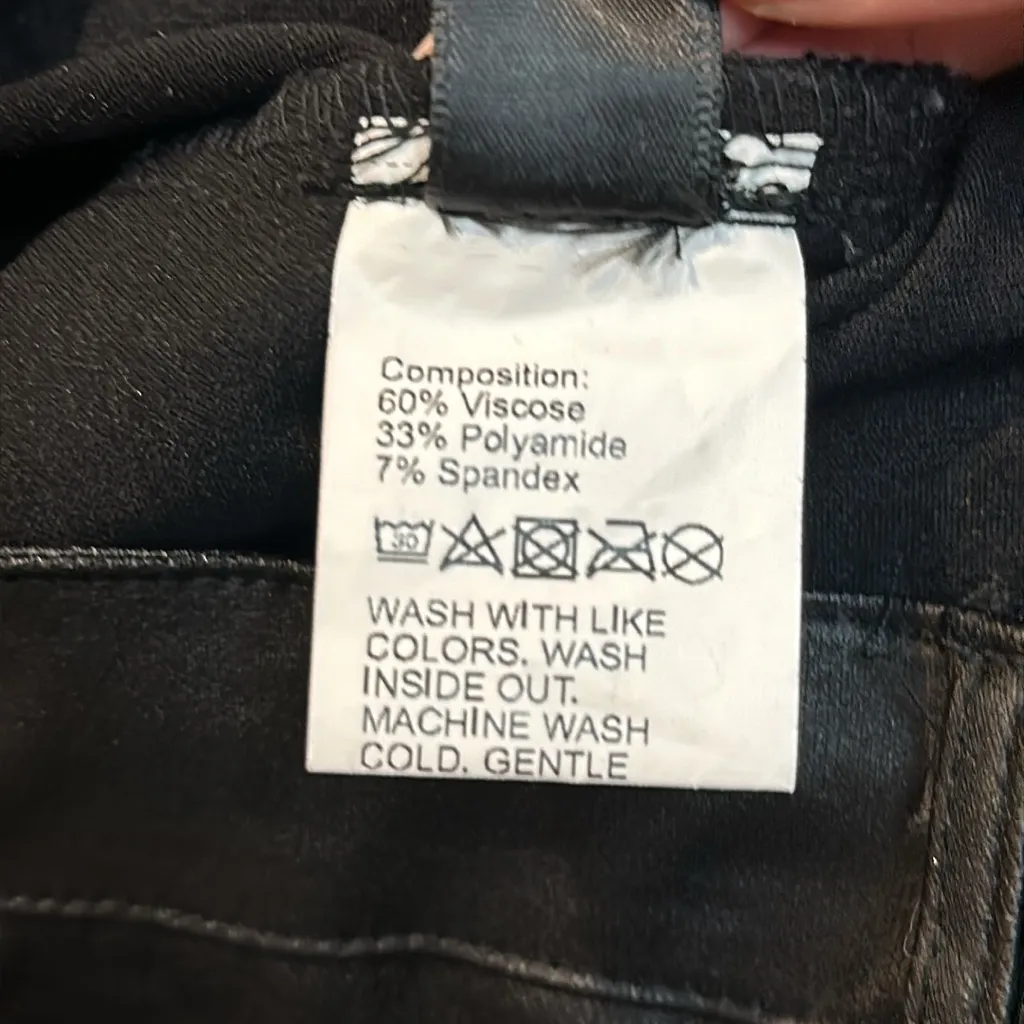 Composition:
60% Viscose
33% Polyamide
7% Spandex
30
WASH WITH LIKE
COLORS. WASH
INSIDE OUT.
MACHINE WASH
COLD. GENTLE